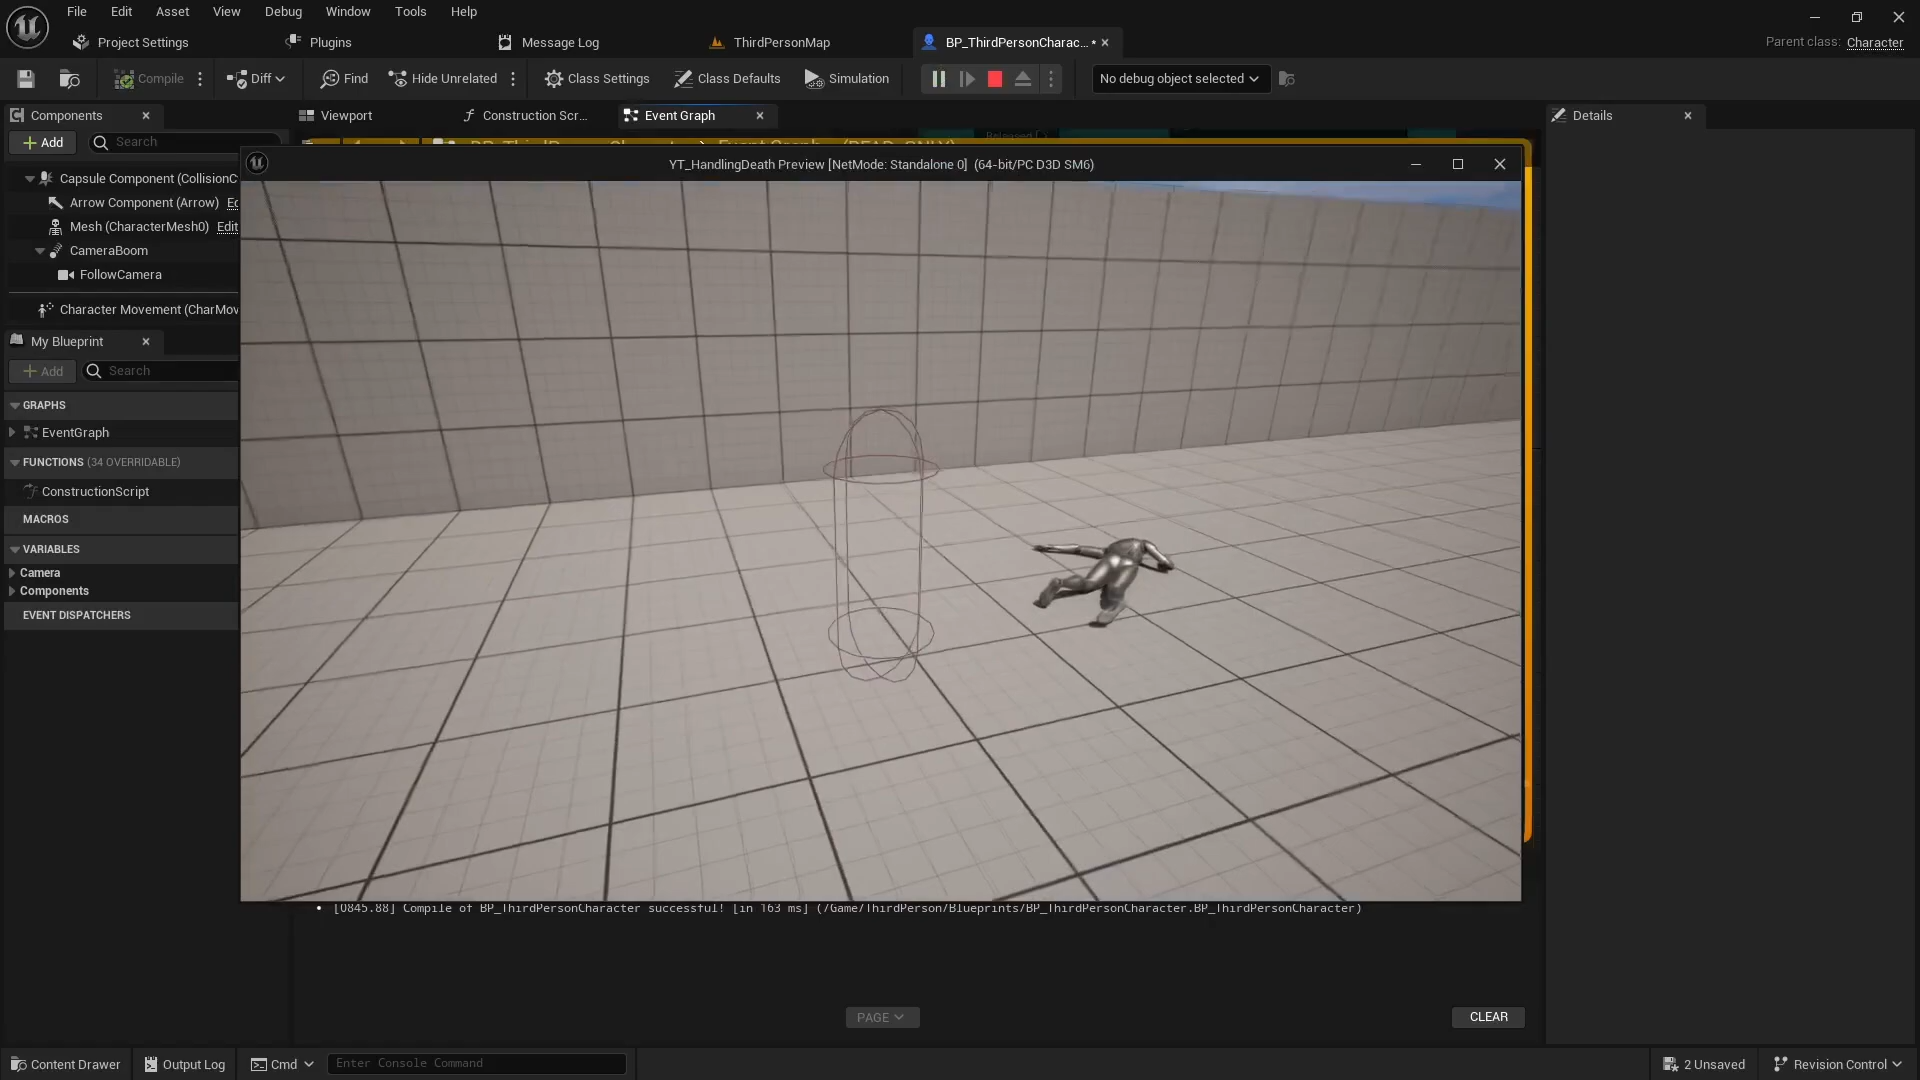 File Edit Asset View Debug Window Tools Help
Project Settings Plugins Message Log ThirdPersonMap BP_ThirdPersonCharac... * Parent class: Character
Compile Diff Find Hide Unrelated Class Settings Class Defaults Simulation No debug object selected
Components Viewport Construction Scr... Event Graph Details
Add Search
YT_HandlingDeath Preview [NetMode: Standalone 0] (64-bit/PC D3D SM6)
Capsule Component (CollisionC
Arrow Component (Arrow)
Mesh (CharacterMesh0) Edit
CameraBoom
FollowCamera
Character Movement (CharMov
My Blueprint
Add Search
GRAPHS
EventGraph
FUNCTIONS (34 OVERRIDABLE)
ConstructionScript
MACROS
VARIABLES
Camera
Components
EVENT DISPATCHERS
[0845.88] Compile of BP_ThirdPersonCharacter successful! [in 163 ms] (/Game/ThirdPerson/Blueprints/BP_ThirdPersonCharacter.BP_ThirdPersonCharacter)
PAGE CLEAR
Content Drawer Output Log Cmd Enter Console Command 2 Unsaved Revision Control